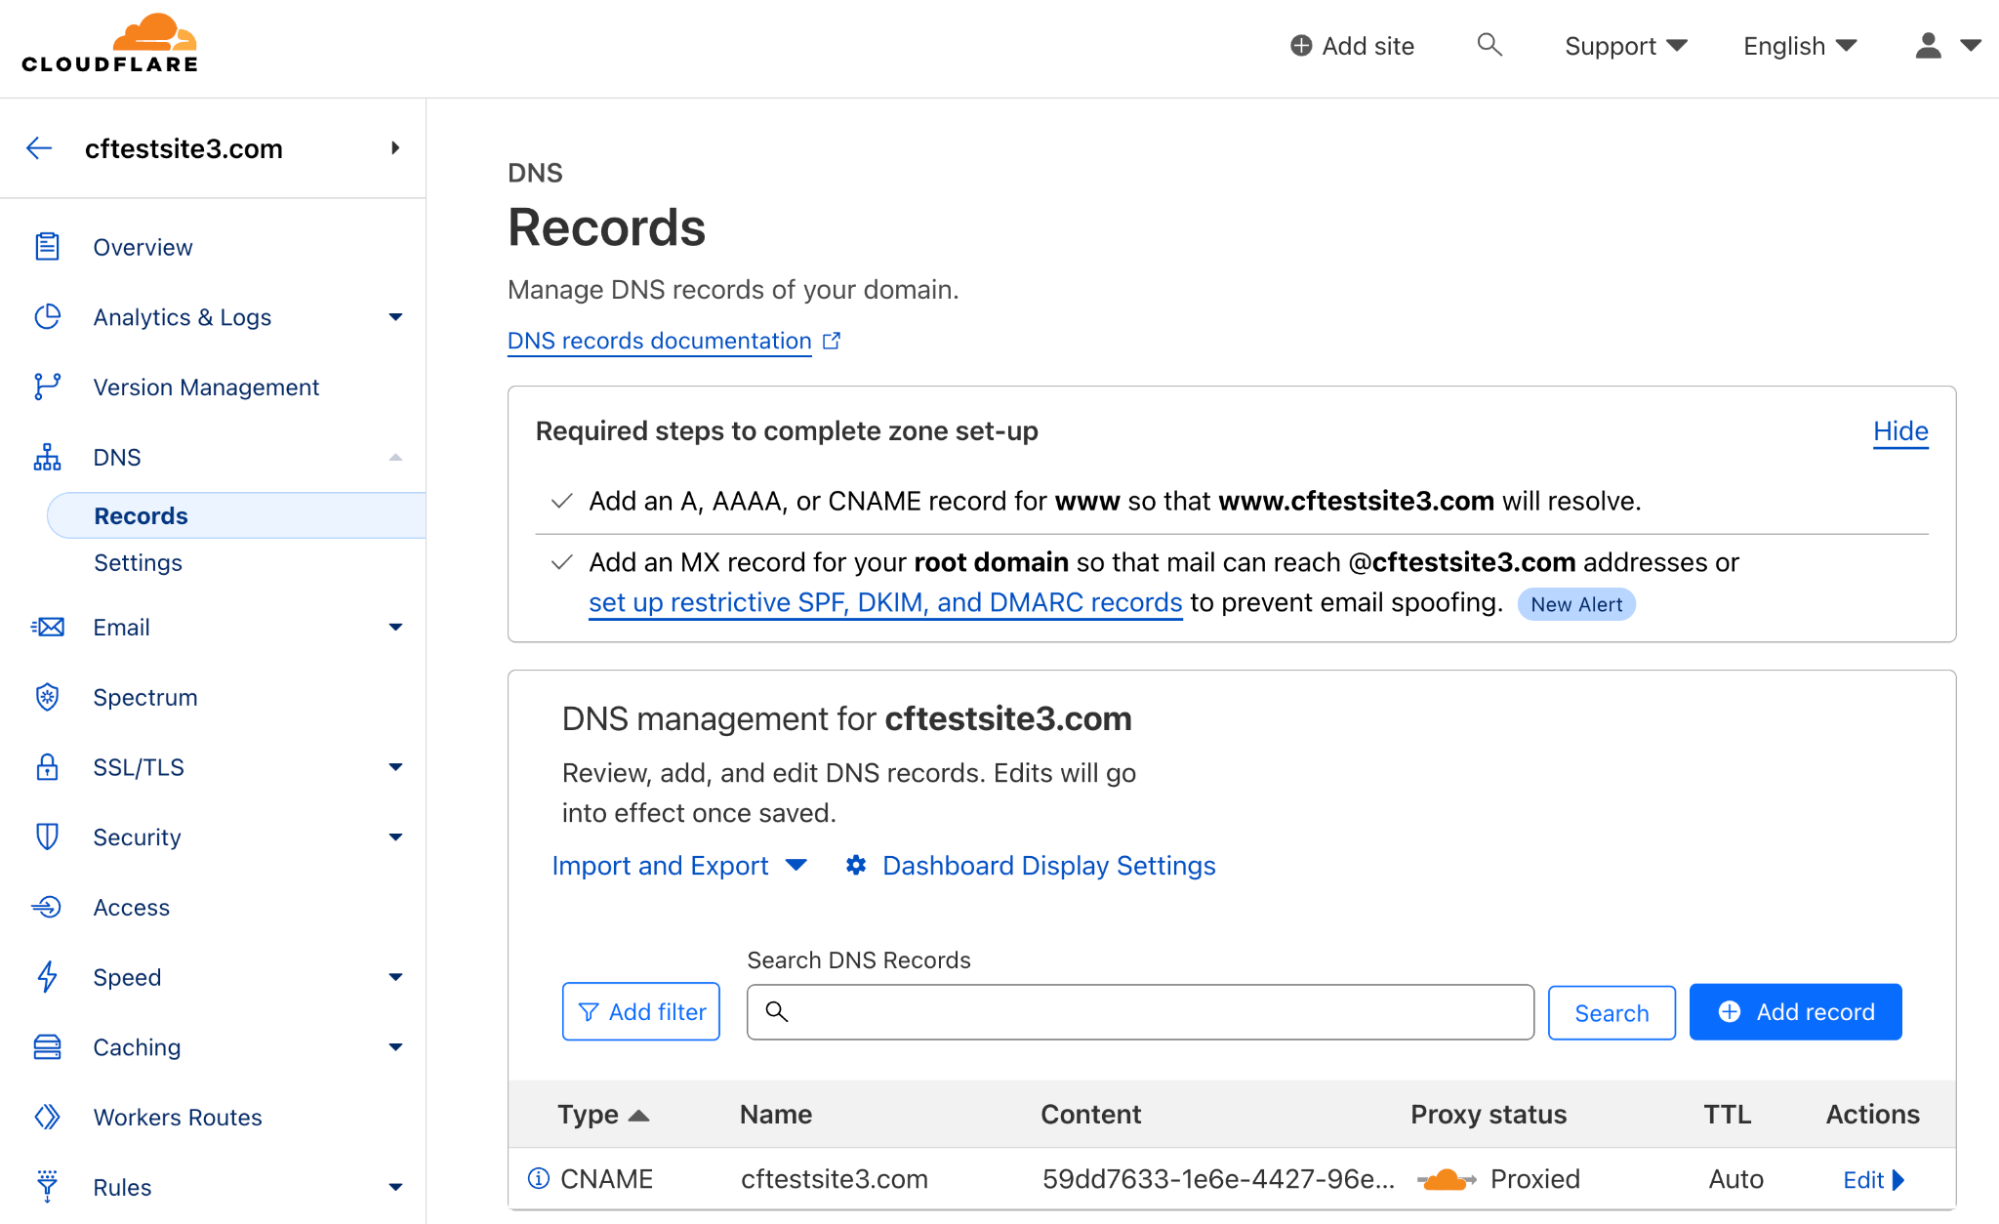 CLOUDFLARE
Add site
Support
English
cftestsite3.com
Overview
Analytics & Logs
Version Management
DNS
Records
Settings
Email
Spectrum
SSL/TLS
Security
Access
Speed
Caching
Workers Routes
Rules
DNS
Records
Manage DNS records of your domain.
DNS records documentation
Required steps to complete zone set-up
Hide
Add an A, AAAA, or CNAME record for www so that www.cftestsite3.com will resolve.
Add an MX record for your root domain so that mail can reach @cftestsite3.com addresses or
set up restrictive SPF, DKIM, and DMARC records to prevent email spoofing. New Alert
DNS management for cftestsite3.com
Review, add, and edit DNS records. Edits will go
into effect once saved.
Import and Export Dashboard Display Settings
Search DNS Records
Add filter Search Add record
Type Name Content Proxy status TTL Actions
CNAME cftestsite3.com 59dd7633-1e6e-4427-96e... Proxied Auto Edit